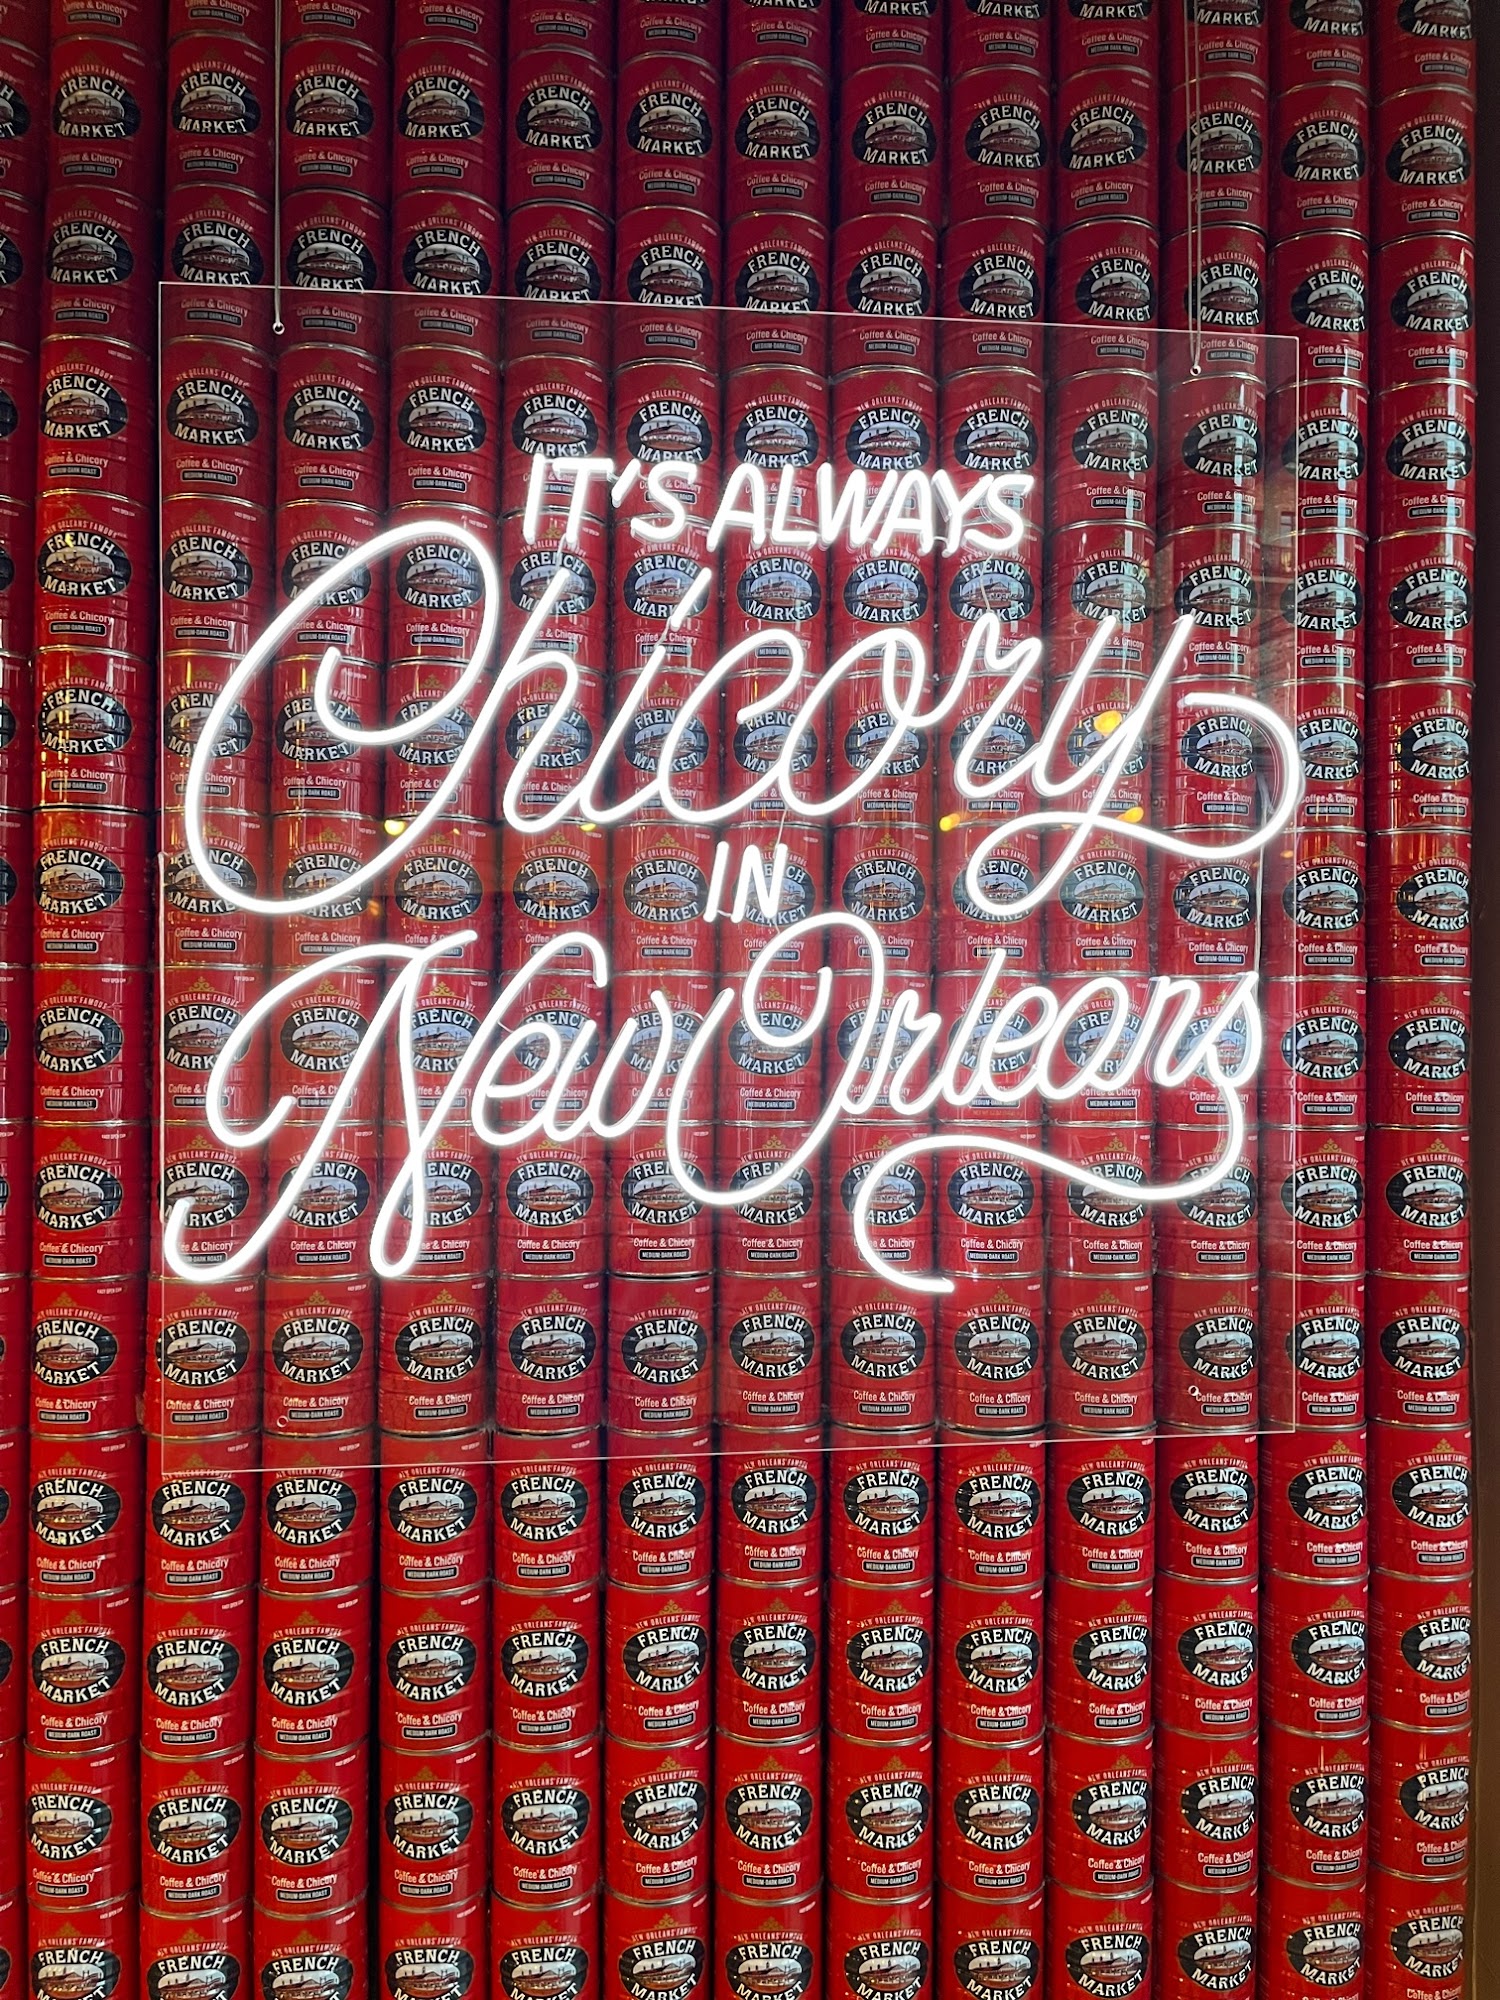 IT'S ALWAYS
Chicory
IN
New Orleans
NEW ORLEANS' FAMOUS
FRENCH
MARKET
Coffee & Chicory
MEDIUM-DARK ROAST